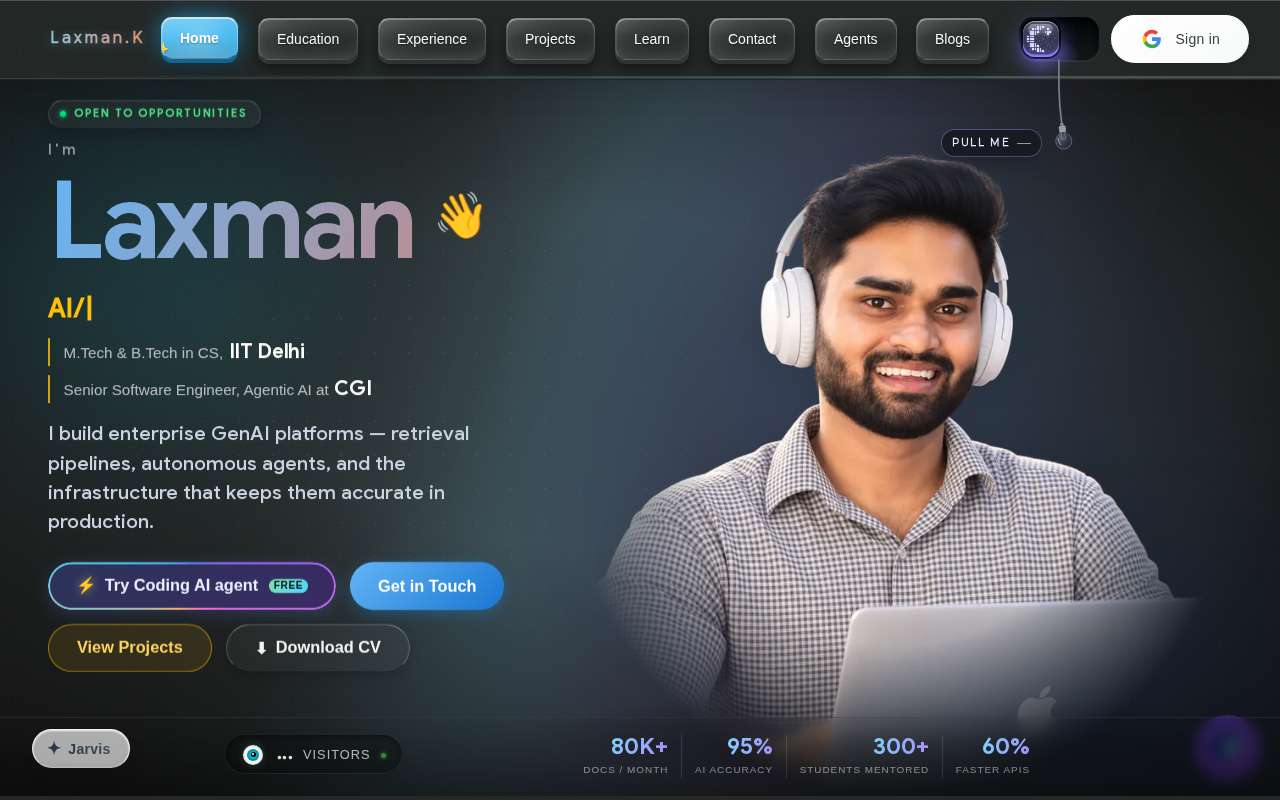 Laxman.K
Home
Education
Experience
Projects
Learn
Contact
Agents
Blogs
Sign in
OPEN TO OPPORTUNITIES
PULL ME —
I'm
Laxman 👋
AI/|
M.Tech & B.Tech in CS, IIT Delhi
Senior Software Engineer, Agentic AI at CGI
I build enterprise GenAI platforms — retrieval
pipelines, autonomous agents, and the
infrastructure that keeps them accurate in
production.
⚡ Try Coding AI agent FREE
Get in Touch
View Projects
⬇ Download CV
✦ Jarvis
... VISITORS
80K+
DOCS / MONTH
95%
AI ACCURACY
300+
STUDENTS MENTORED
60%
FASTER APIS